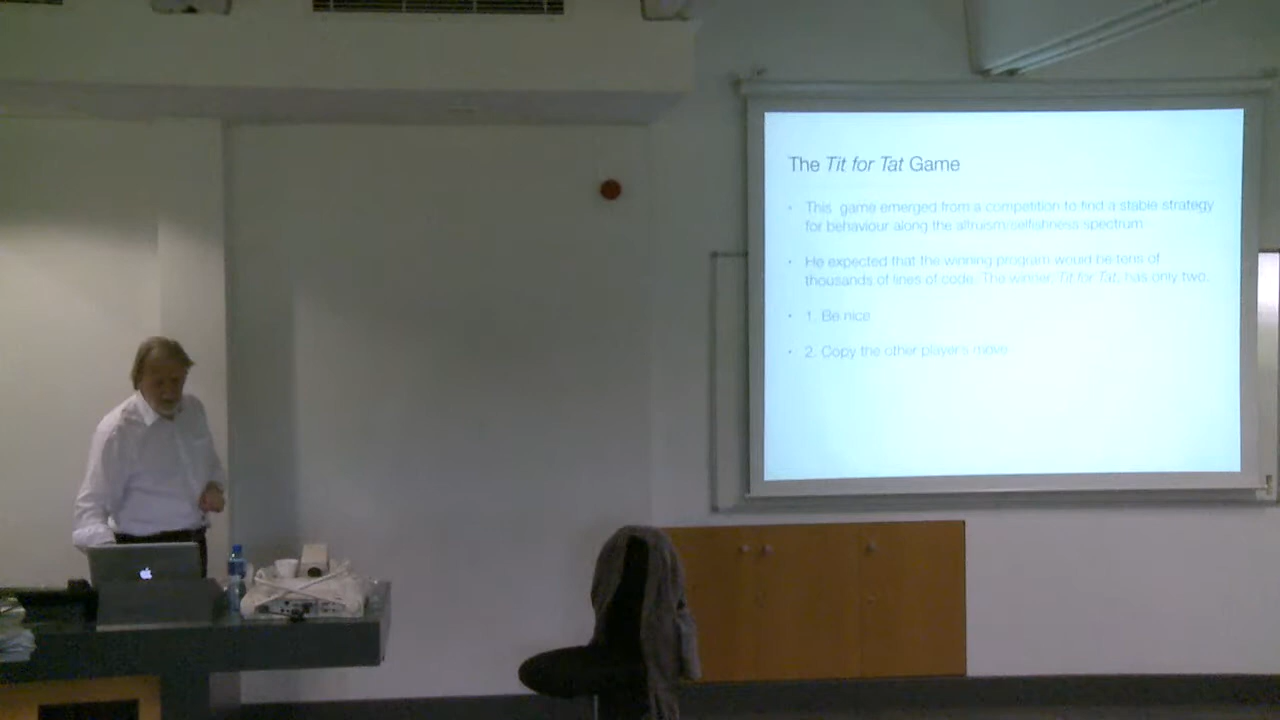 The Tit for Tat Game
• This game emerged from a competition to find a stable strategy
for behaviour along the altruism/selfishness spectrum.
• He expected that the winning program would be tens of
thousands of lines of code. The winner, Tit for Tat, has only two.
• 1. Be nice
• 2. Copy the other player's move